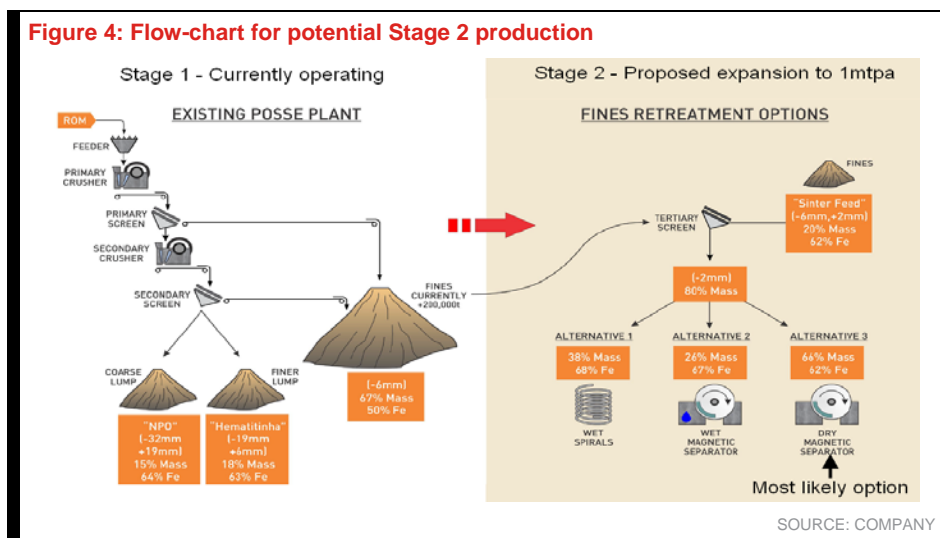 Figure 4: Flow-chart for potential Stage 2 production
Stage 1 - Currently operating
EXISTING POSSE PLANT
ROM
FEEDER
PRIMARY
CRUSHER
PRIMARY
SCREEN
SECONDARY
CRUSHER
SECONDARY
SCREEN
FINES
CURRENTLY
+200,000t
(-6mm)
67% Mass
50% Fe
COARSE
LUMP
"NPO"
(-32mm
+19mm)
15% Mass
64% Fe
FINER
LUMP
"Hematitinha"
(-19mm
+6mm)
18% Mass
63% Fe
Stage 2 - Proposed expansion to 1mtpa
FINES RETREATMENT OPTIONS
FINES
"Sinter Feed"
(-6mm,+2mm)
20% Mass
62% Fe
TERTIARY
SCREEN
(-2mm)
80% Mass
ALTERNATIVE 1
38% Mass
68% Fe
WET
SPIRALS
ALTERNATIVE 2
26% Mass
67% Fe
WET
MAGNETIC
SEPARATOR
ALTERNATIVE 3
66% Mass
62% Fe
DRY
MAGNETIC
SEPARATOR
Most likely option
SOURCE: COMPANY